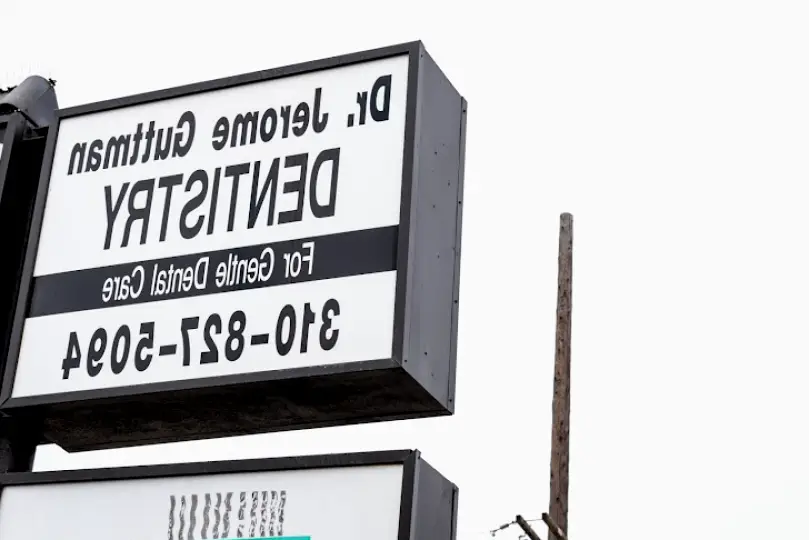 Dr. Jerome Guttman
DENTISTRY
For Gentle Dental Care
310-827-5094